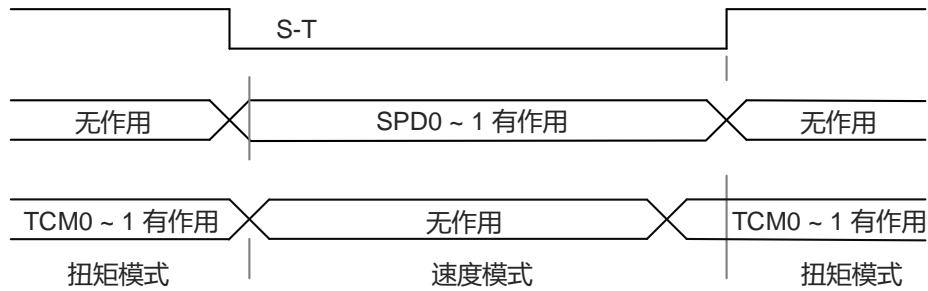 S-T
无作用 SPD0 ~ 1 有作用 无作用
TCM0 ~ 1 有作用 无作用 TCM0 ~ 1 有作用
扭矩模式 速度模式 扭矩模式